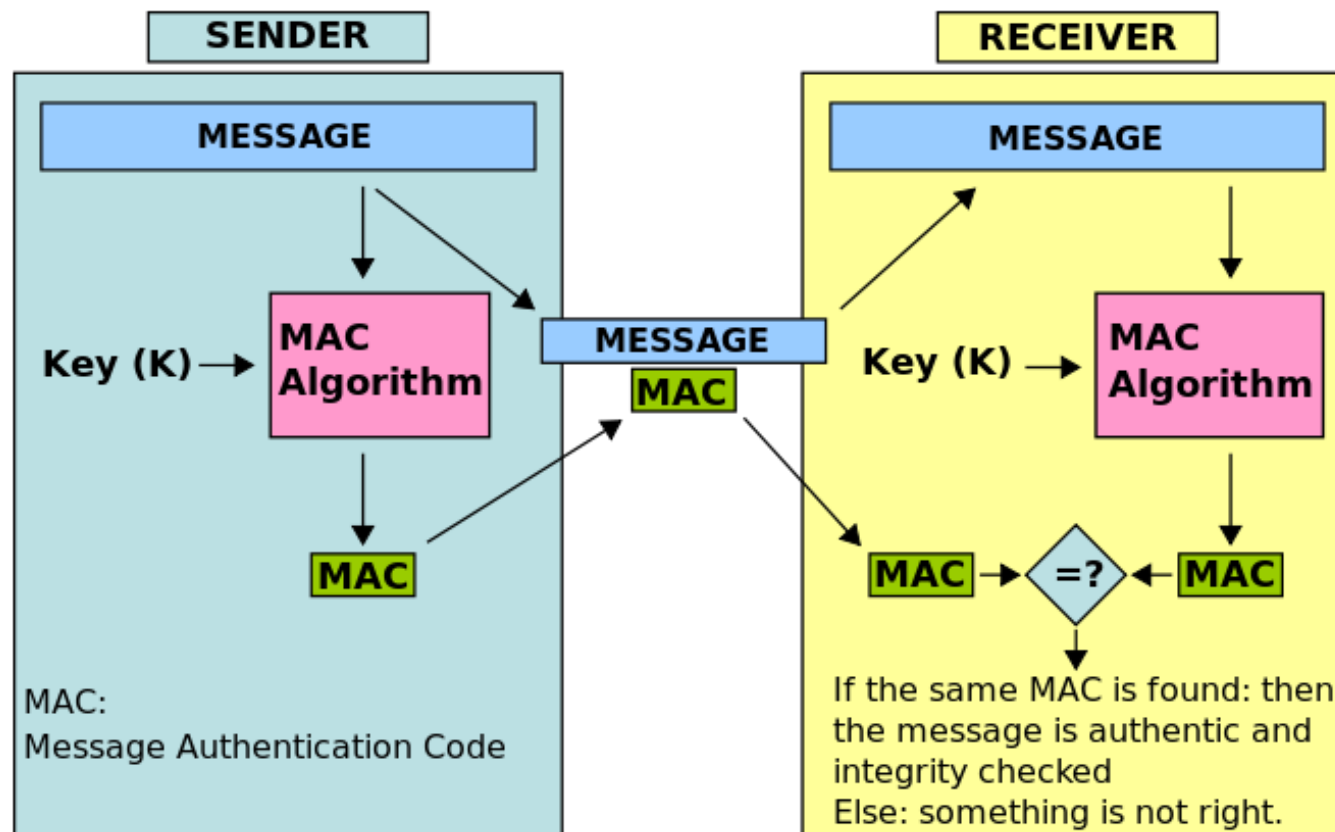 SENDER
MESSAGE
Key (K)
MAC
Algorithm
MAC
MAC:
Message Authentication Code
MESSAGE
MAC
RECEIVER
MESSAGE
Key (K)
MAC
Algorithm
MAC
=?
MAC
If the same MAC is found: then
the message is authentic and
integrity checked
Else: something is not right.